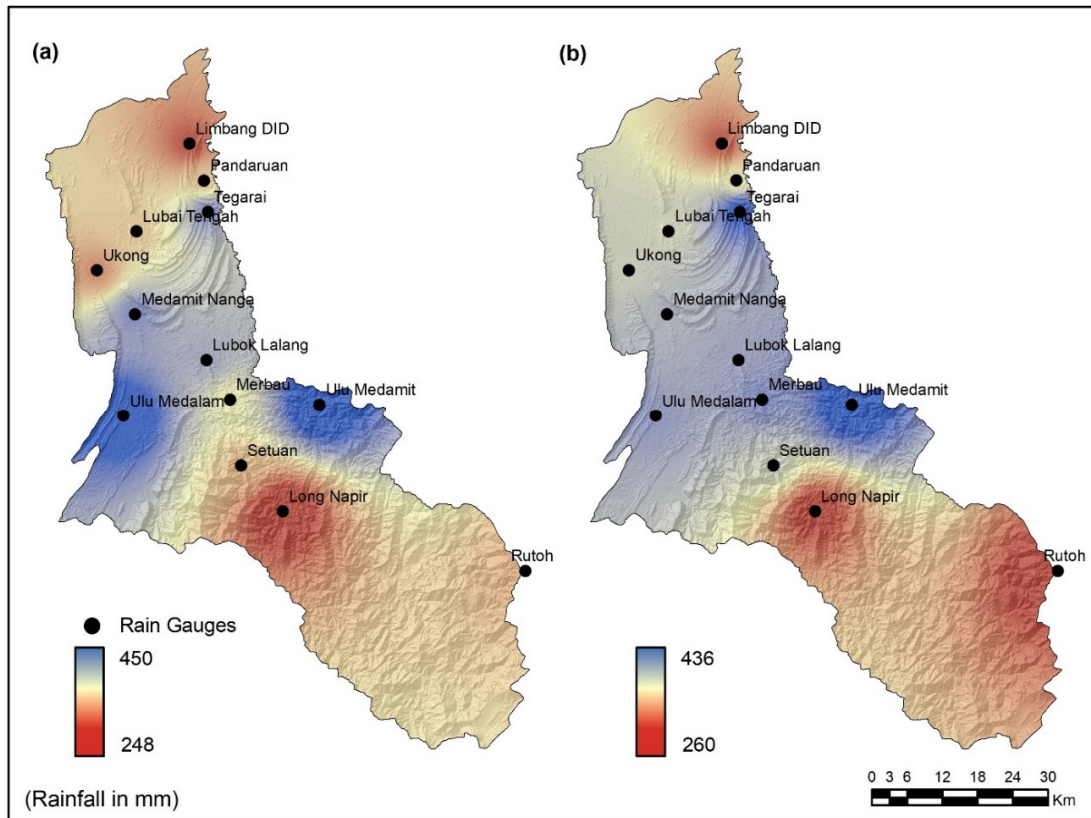 (a)
Limbang DID
Pandaruan
Tegarai
Lubai Tengah
Ukong
Medamit Nanga
Lubok Lalang
Merbau
Ulu Medamit
Ulu Medalam
Setuan
Long Napir
Rutoh
Rain Gauges
450
248
(Rainfall in mm)
(b)
Limbang DID
Pandaruan
Tegarai
Lubai Tengah
Ukong
Medamit Nanga
Lubok Lalang
Merbau
Ulu Medamit
Ulu Medalam
Setuan
Long Napir
Rutoh
436
260
0 3 6 12 18 24 30
Km